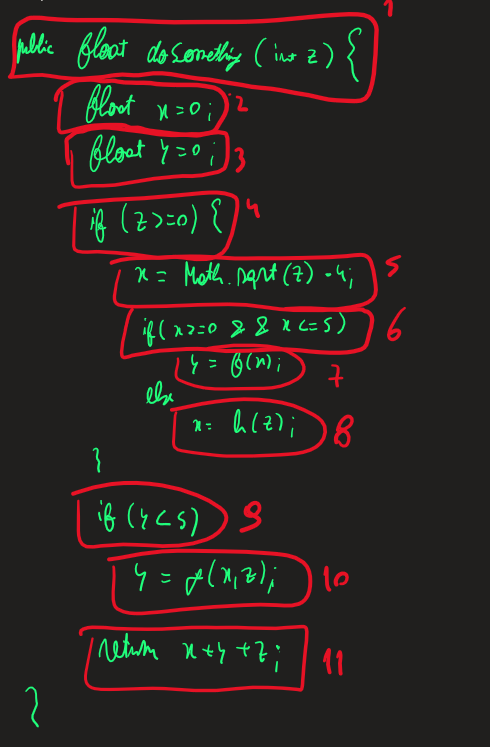 1
public float dosomething (int z) {
float x = 0; 2
float y = 0; 3
if (z >= 0) { 4
x = Math.sqrt(z) - 4; 5
if(x >= 0 && x <= 5) 6
y = f(x); 7
else
x = h(z); 8
}
if (y < 5) 9
y = g(x,z); 10
return x + y + z; 11
}